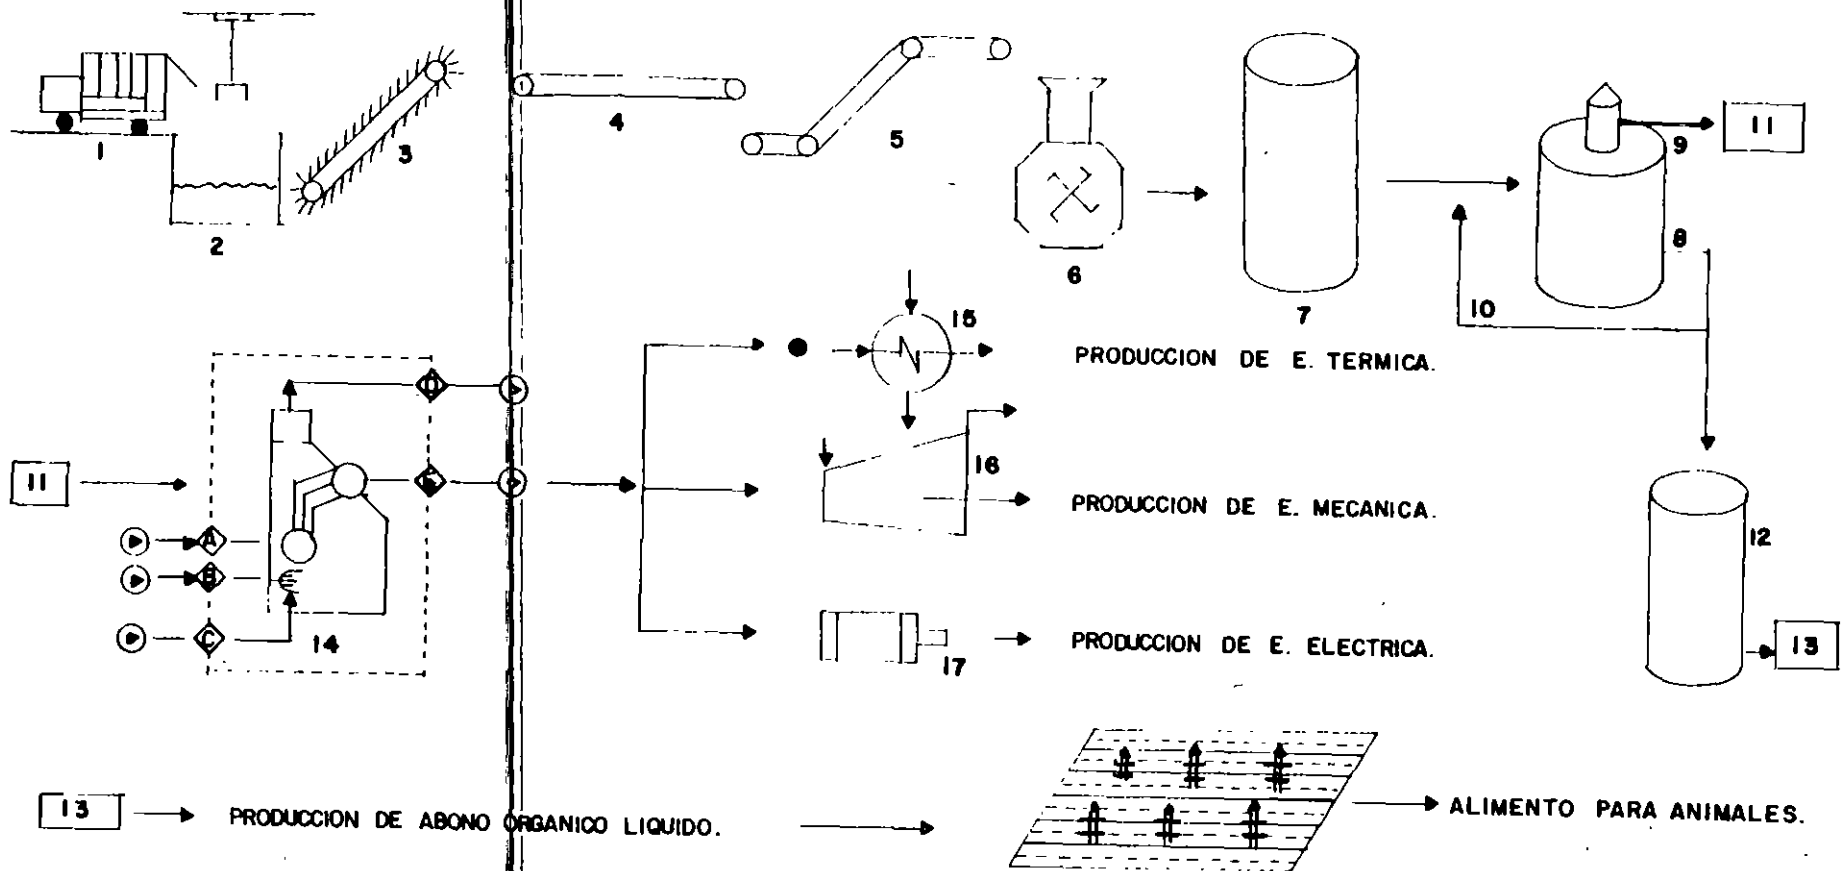 1
2
3
4
5
6
7
8
9
11
10
15
PRODUCCION DE E. TERMICA.
D
11
E
16
PRODUCCION DE E. MECANICA.
12
A
B
C
14
17
PRODUCCION DE E. ELECTRICA.
13
13
PRODUCCION DE ABONO ORGANICO LIQUIDO.
ALIMENTO PARA ANIMALES.